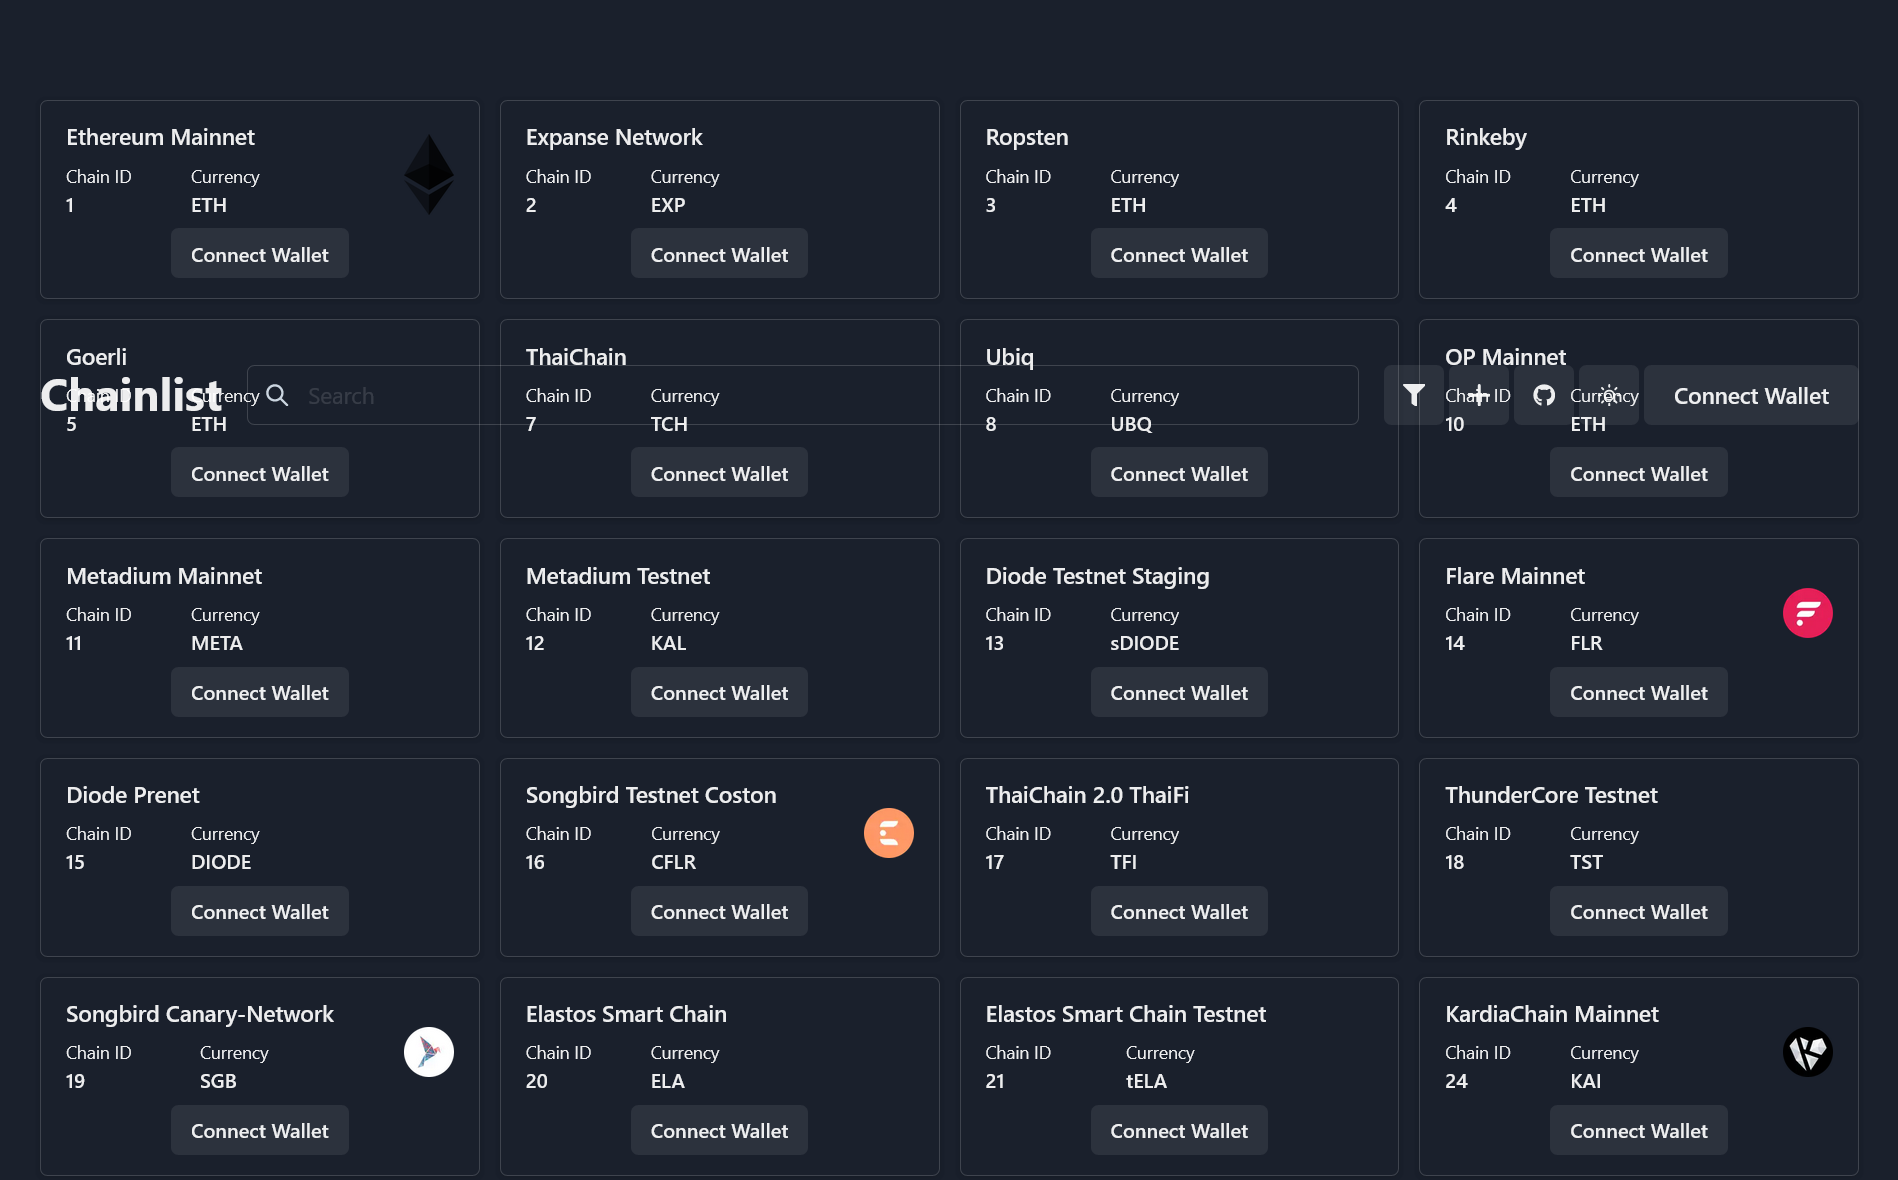 Ethereum Mainnet
Chain ID Currency
1 ETH
Connect Wallet
Expanse Network
Chain ID Currency
2 EXP
Connect Wallet
Ropsten
Chain ID Currency
3 ETH
Connect Wallet
Rinkeby
Chain ID Currency
4 ETH
Connect Wallet
Chainlist
Search
Connect Wallet
Goerli
Chain ID Currency
5 ETH
Connect Wallet
ThaiChain
Chain ID Currency
7 TCH
Connect Wallet
Ubiq
Chain ID Currency
8 UBQ
Connect Wallet
OP Mainnet
Chain ID Currency
10 ETH
Connect Wallet
Metadium Mainnet
Chain ID Currency
11 META
Connect Wallet
Metadium Testnet
Chain ID Currency
12 KAL
Connect Wallet
Diode Testnet Staging
Chain ID Currency
13 sDIODE
Connect Wallet
Flare Mainnet
Chain ID Currency
14 FLR
Connect Wallet
Diode Prenet
Chain ID Currency
15 DIODE
Connect Wallet
Songbird Testnet Coston
Chain ID Currency
16 CFLR
Connect Wallet
ThaiChain 2.0 ThaiFi
Chain ID Currency
17 TFI
Connect Wallet
ThunderCore Testnet
Chain ID Currency
18 TST
Connect Wallet
Songbird Canary-Network
Chain ID Currency
19 SGB
Connect Wallet
Elastos Smart Chain
Chain ID Currency
20 ELA
Connect Wallet
Elastos Smart Chain Testnet
Chain ID Currency
21 tELA
Connect Wallet
KardiaChain Mainnet
Chain ID Currency
24 KAI
Connect Wallet